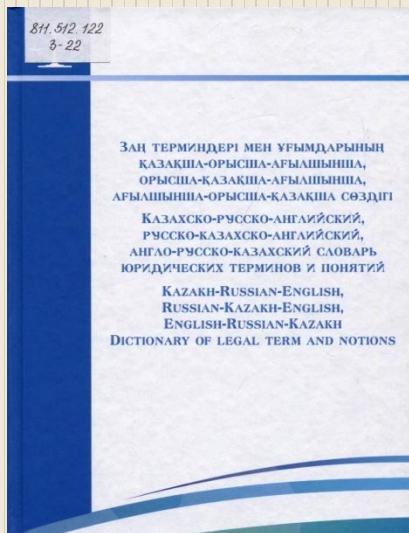 811.512.122
З-22
ЗАҢ ТЕРМИНДЕРІ МЕН ҰҒЫМДАРЫНЫҢ
ҚАЗАҚША-ОРЫСША-АҒЫЛШЫНША,
ОРЫСША-ҚАЗАҚША-АҒЫЛШЫНША,
АҒЫЛШЫНША-ОРЫСША-ҚАЗАҚША СӨЗДІГІ
КАЗАХСКО-РУССКО-АНГЛИЙСКИЙ,
РУССКО-КАЗАХСКО-АНГЛИЙСКИЙ,
АНГЛО-РУССКО-КАЗАХСКИЙ СЛОВАРЬ
ЮРИДИЧЕСКИХ ТЕРМИНОВ И ПОНЯТИЙ
KAZAKH-RUSSIAN-ENGLISH,
RUSSIAN-KAZAKH-ENGLISH,
ENGLISH-RUSSIAN-KAZAKH
DICTIONARY OF LEGAL TERM AND NOTIONS